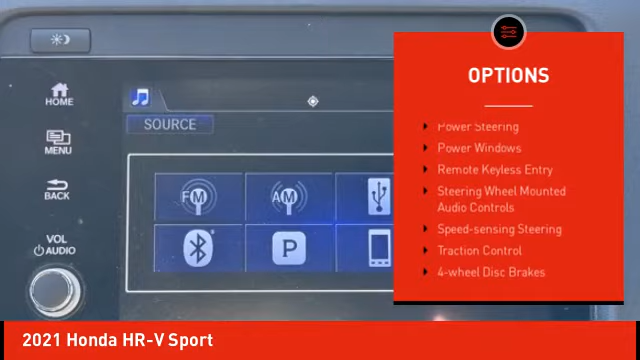 HOME
MENU
BACK
VOL
AUDIO
SOURCE
FM
AM
P
OPTIONS
Power Steering
Power Windows
Remote Keyless Entry
Steering Wheel Mounted
Audio Controls
Speed-sensing Steering
Traction Control
4-wheel Disc Brakes
2021 Honda HR-V Sport